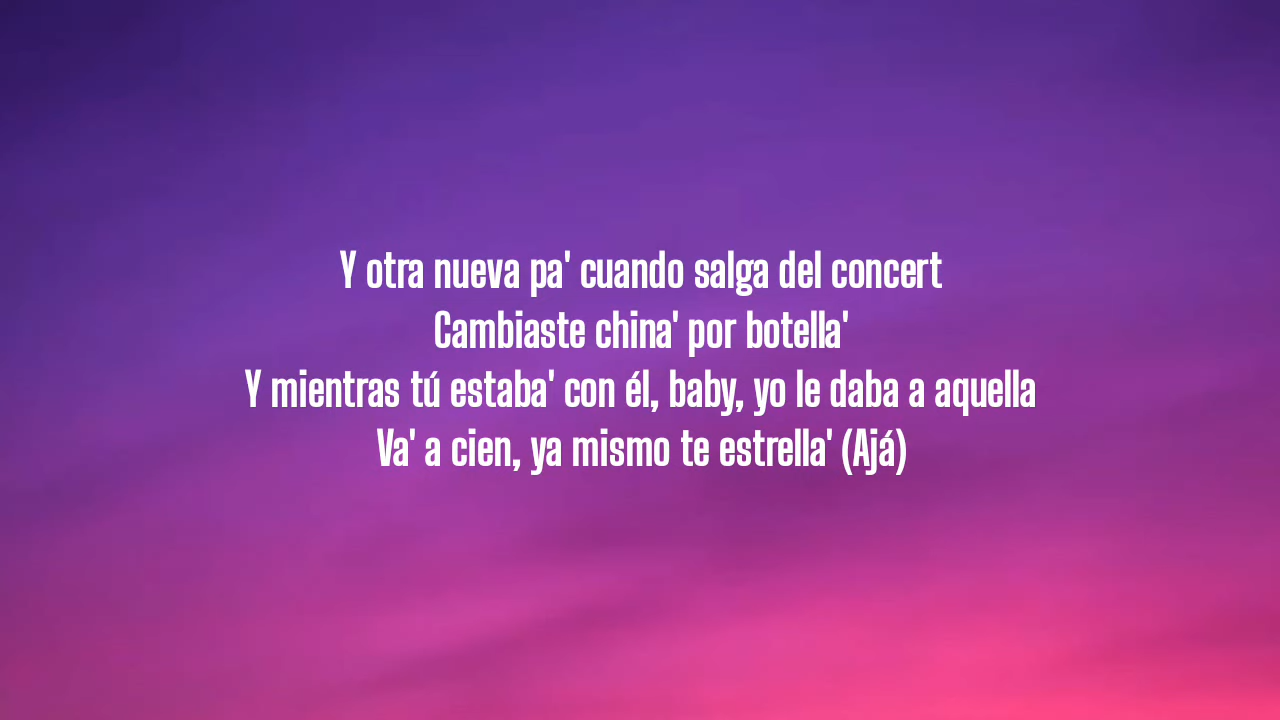 Y otra nueva pa' cuando salga del concert
Cambiaste china' por botella'
Y mientras tú estaba' con él, baby, yo le daba a aquella
Va' a cien, ya mismo te estrella' (Ajá)